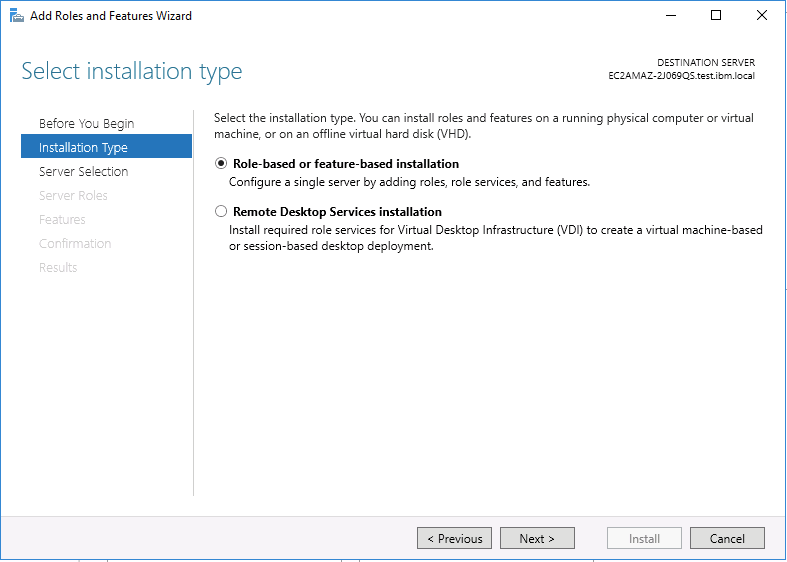 Add Roles and Features Wizard
Select installation type
DESTINATION SERVER
EC2AMAZ-2J069QS.test.ibm.local
Before You Begin
Installation Type
Server Selection
Server Roles
Features
Confirmation
Results
Select the installation type. You can install roles and features on a running physical computer or virtual
machine, or on an offline virtual hard disk (VHD).
Role-based or feature-based installation
Configure a single server by adding roles, role services, and features.
Remote Desktop Services installation
Install required role services for Virtual Desktop Infrastructure (VDI) to create a virtual machine-based
or session-based desktop deployment.
< Previous
Next >
Install
Cancel